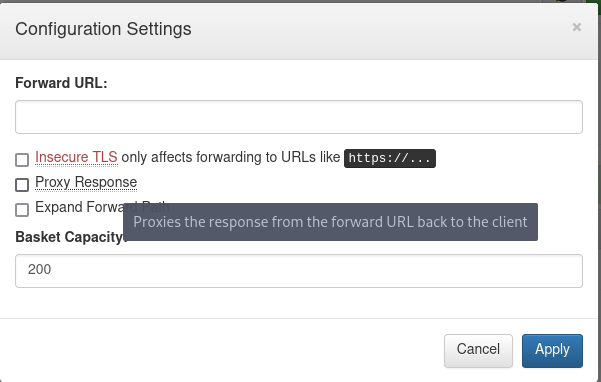 Configuration Settings
×
Forward URL:
Insecure TLS only affects forwarding to URLs like https://...
Proxy Response
Expand Forward Path
Proxies the response from the forward URL back to the client
Basket Capacity:
200
Cancel
Apply